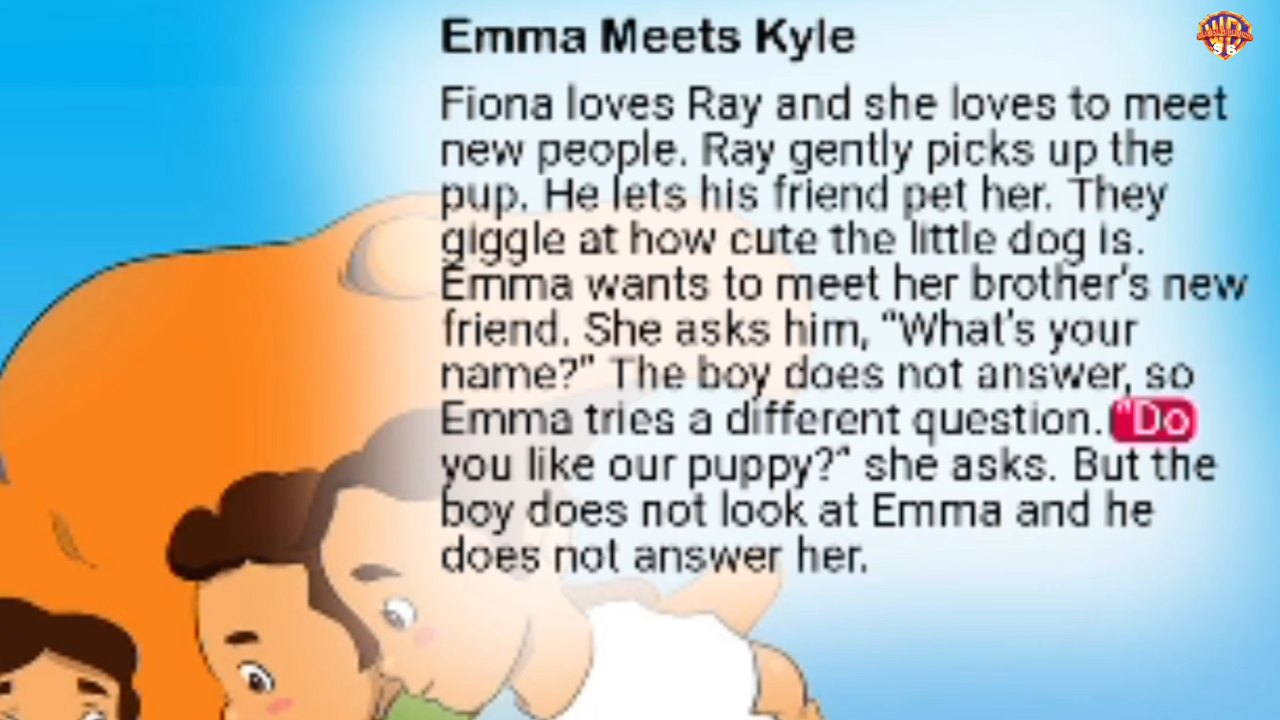 Emma Meets Kyle
Fiona loves Ray and she loves to meet
new people. Ray gently picks up the
pup. He lets his friend pet her. They
giggle at how cute the little dog is.
Emma wants to meet her brother's new
friend. She asks him, “What's your
name?” The boy does not answer, so
Emma tries a different question. "Do
you like our puppy?” she asks. But the
boy does not look at Emma and he
does not answer her.